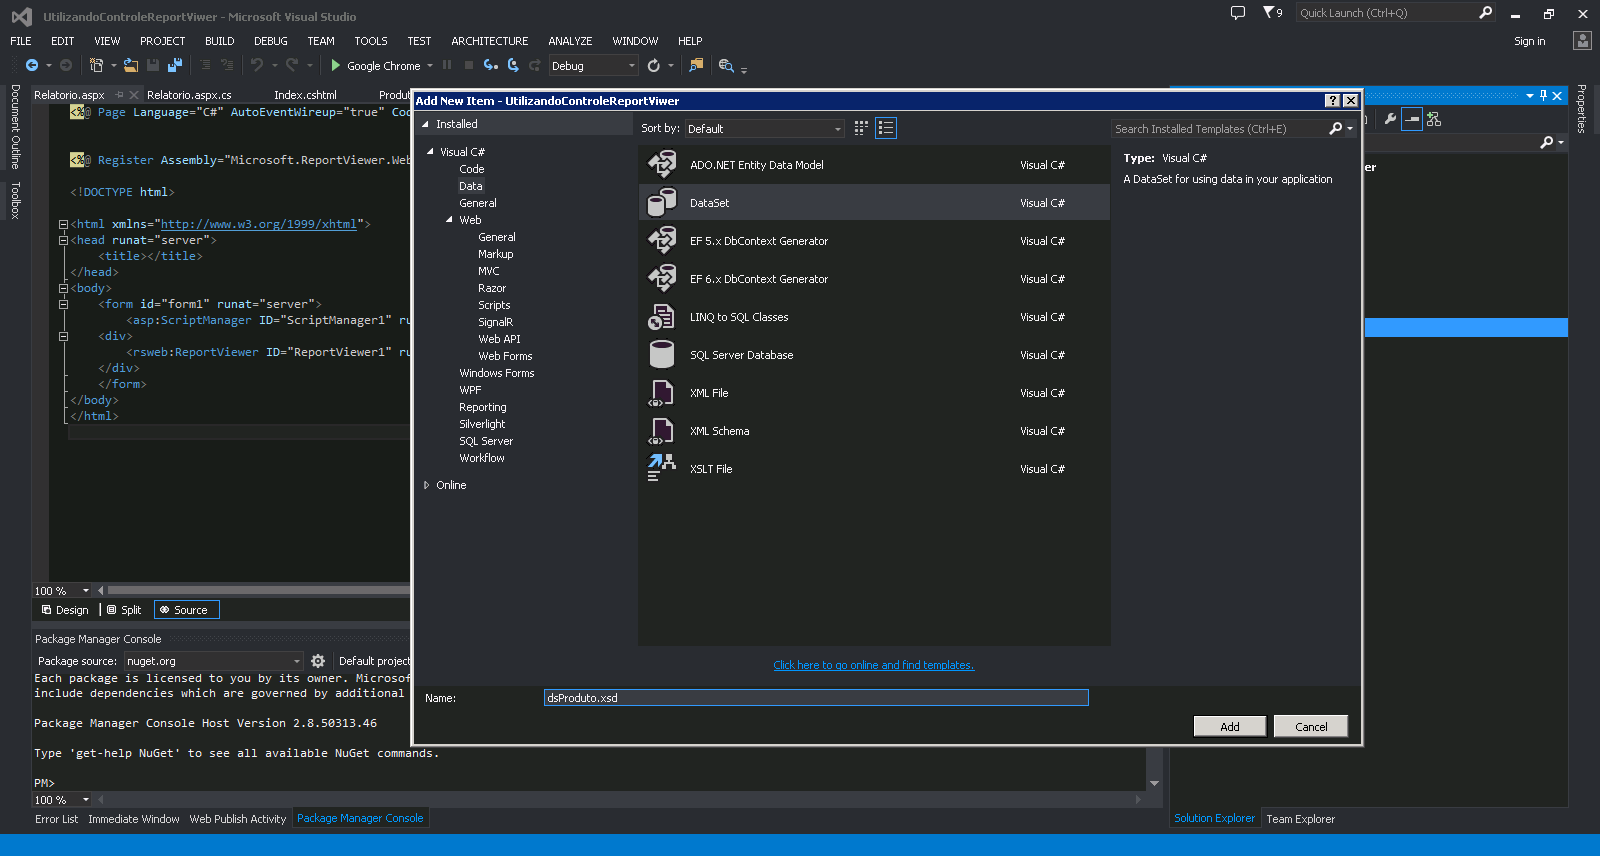 UtilizandoControleReportViwer - Microsoft Visual Studio
9
Quick Launch (Ctrl+Q)
FILE EDIT VIEW PROJECT BUILD DEBUG TEAM TOOLS TEST ARCHITECTURE ANALYZE WINDOW HELP
Sign in
Google Chrome
Debug
Document Outline
Toolbox
Relatorio.aspx
Relatorio.aspx.cs
Index.cshtml
Produt
<%@ Page Language="C#" AutoEventWireup="true" Cod
<%@ Register Assembly="Microsoft.ReportViewer.Web
<!DOCTYPE html>
<html xmlns="http://www.w3.org/1999/xhtml">
<head runat="server">
<title></title>
</head>
<body>
<form id="form1" runat="server">
<asp:ScriptManager ID="ScriptManager1" ru
<div>
<rsweb:ReportViewer ID="ReportViewer1" ru
</div>
</form>
</body>
</html>
100 %
Design
Split
Source
Package Manager Console
Package source:
nuget.org
Default project
Each package is licensed to you by its owner. Microsof
include dependencies which are governed by additional
Package Manager Console Host Version 2.8.50313.46
Type 'get-help NuGet' to see all available NuGet commands.
PM>
100 %
Error List
Immediate Window
Web Publish Activity
Package Manager Console
Add New Item - UtilizandoControleReportViwer
Installed
Visual C#
Code
Data
General
Web
General
Markup
MVC
Razor
Scripts
SignalR
Web API
Web Forms
Windows Forms
WPF
Reporting
Silverlight
SQL Server
Workflow
Online
Sort by:
Default
Search Installed Templates (Ctrl+E)
ADO.NET Entity Data Model Visual C#
DataSet Visual C#
EF 5.x DbContext Generator Visual C#
EF 6.x DbContext Generator Visual C#
LINQ to SQL Classes Visual C#
SQL Server Database Visual C#
XML File Visual C#
XML Schema Visual C#
XSLT File Visual C#
Type: Visual C#
A DataSet for using data in your application
Click here to go online and find templates.
Name:
dsProduto.xsd
Add
Cancel
er
Properties
Solution Explorer
Team Explorer